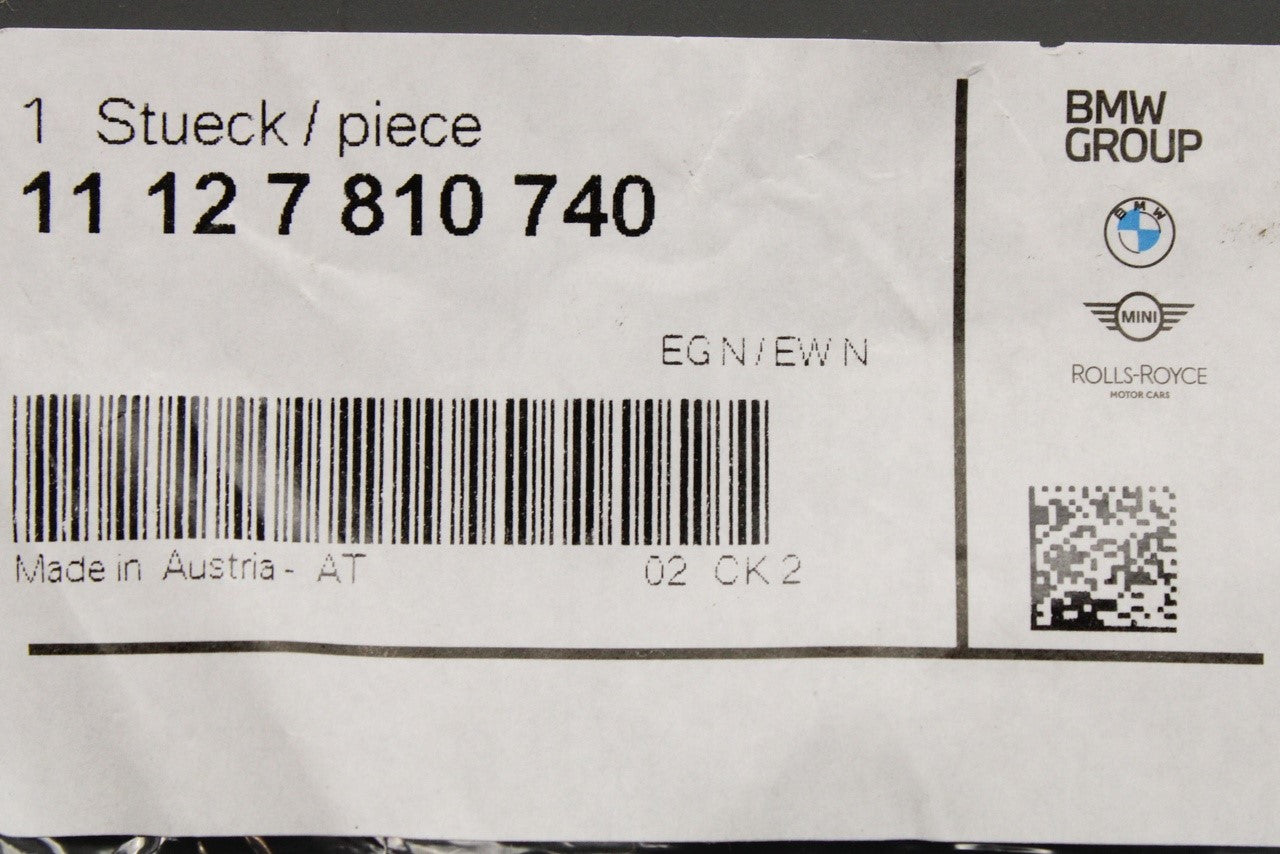 1 Stueck / piece
11 12 7 810 740
EG N / EW N
Made in Austria - AT
02 CK 2
BMW
GROUP
BMW
MINI
ROLLS-ROYCE
MOTOR CARS